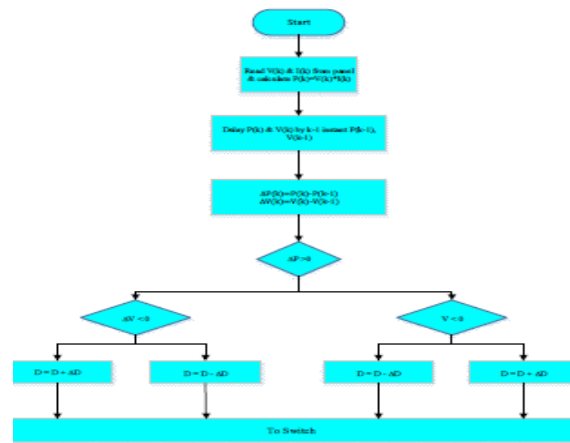 Start
Read V(k) & I(k) from panel
& calculate P(k)=V(k)*I(k)
Delay P(k) & V(k) by k-1 instant P(k-1),
V(k-1)
ΔP(k)=P(k)-P(k-1)
ΔV(k)=V(k)-V(k-1)
ΔP>0
ΔV <0
V <0
D = D + ΔD
D = D - ΔD
D = D - ΔD
D = D + ΔD
To Switch